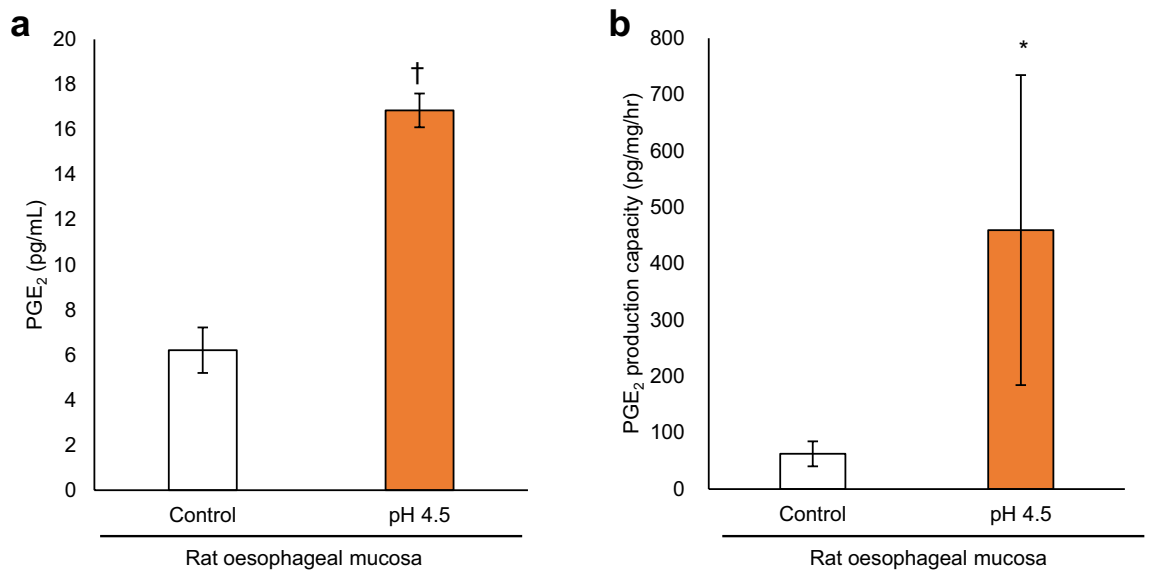 a
PGE₂ (pg/mL)
20
18
16
14
12
10
8
6
4
2
0
†
Control
pH 4.5
Rat oesophageal mucosa
b
PGE₂ production capacity (pg/mg/hr)
800
700
600
500
400
300
200
100
0
*
Control
pH 4.5
Rat oesophageal mucosa